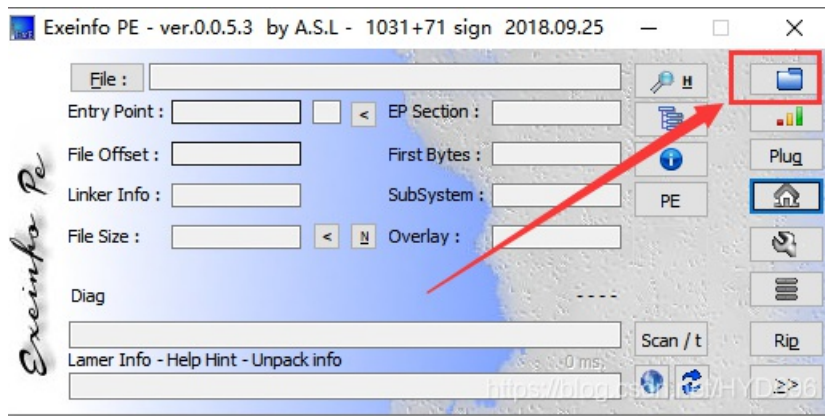 Exeinfo PE - ver.0.0.5.3 by A.S.L - 1031+71 sign 2018.09.25
File :
H
Entry Point :
<
EP Section :
File Offset :
First Bytes :
Plug
Linker Info :
SubSystem :
PE
File Size :
<
N
Overlay :
Diag
----
Scan / t
Rip
Lamer Info - Help Hint - Unpack info
0 ms.
>>
Exeinfo Pe